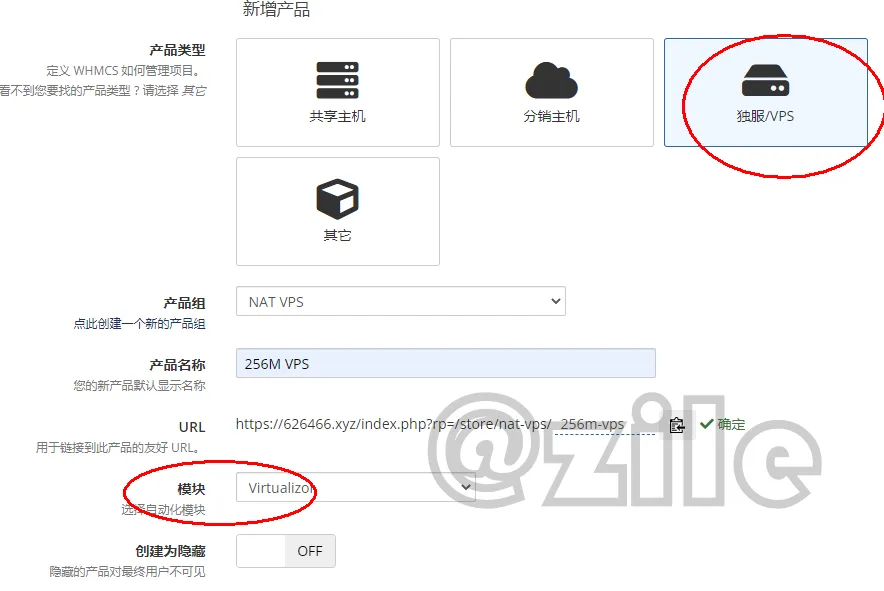 新增产品
产品类型
定义 WHMCS 如何管理项目。
看不到您要找的产品类型？请选择 其它
共享主机
分销主机
独服/VPS
其它
产品组
点此创建一个新的产品组
NAT VPS
产品名称
您的新产品默认显示名称
256M VPS
URL
用于链接到此产品的友好 URL。
https://626466.xyz/index.php?rp=/store/nat-vps/ 256m-vps 确定
模块
选择自动化模块
Virtualizor
创建为隐藏
隐藏的产品对最终用户不可见
OFF
@zile